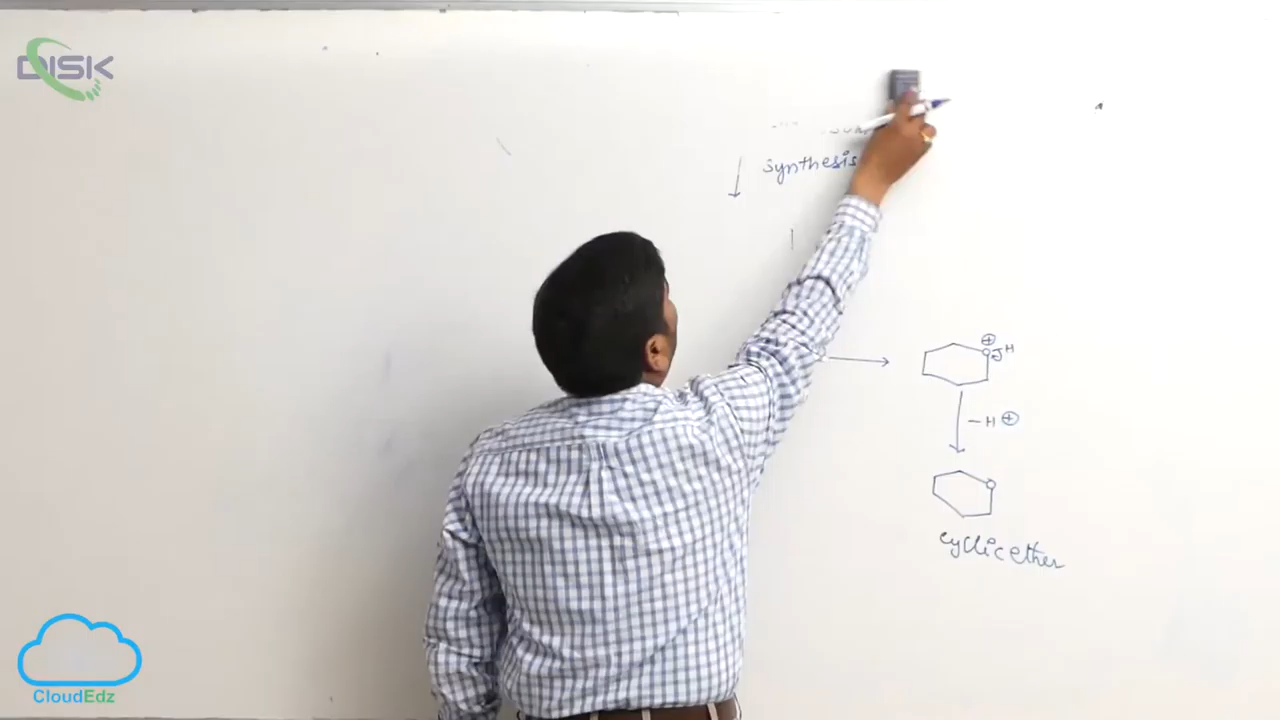 DISK
synthesis
⊕
O H
— H ⊕
O
cyclic ether
CloudEdz